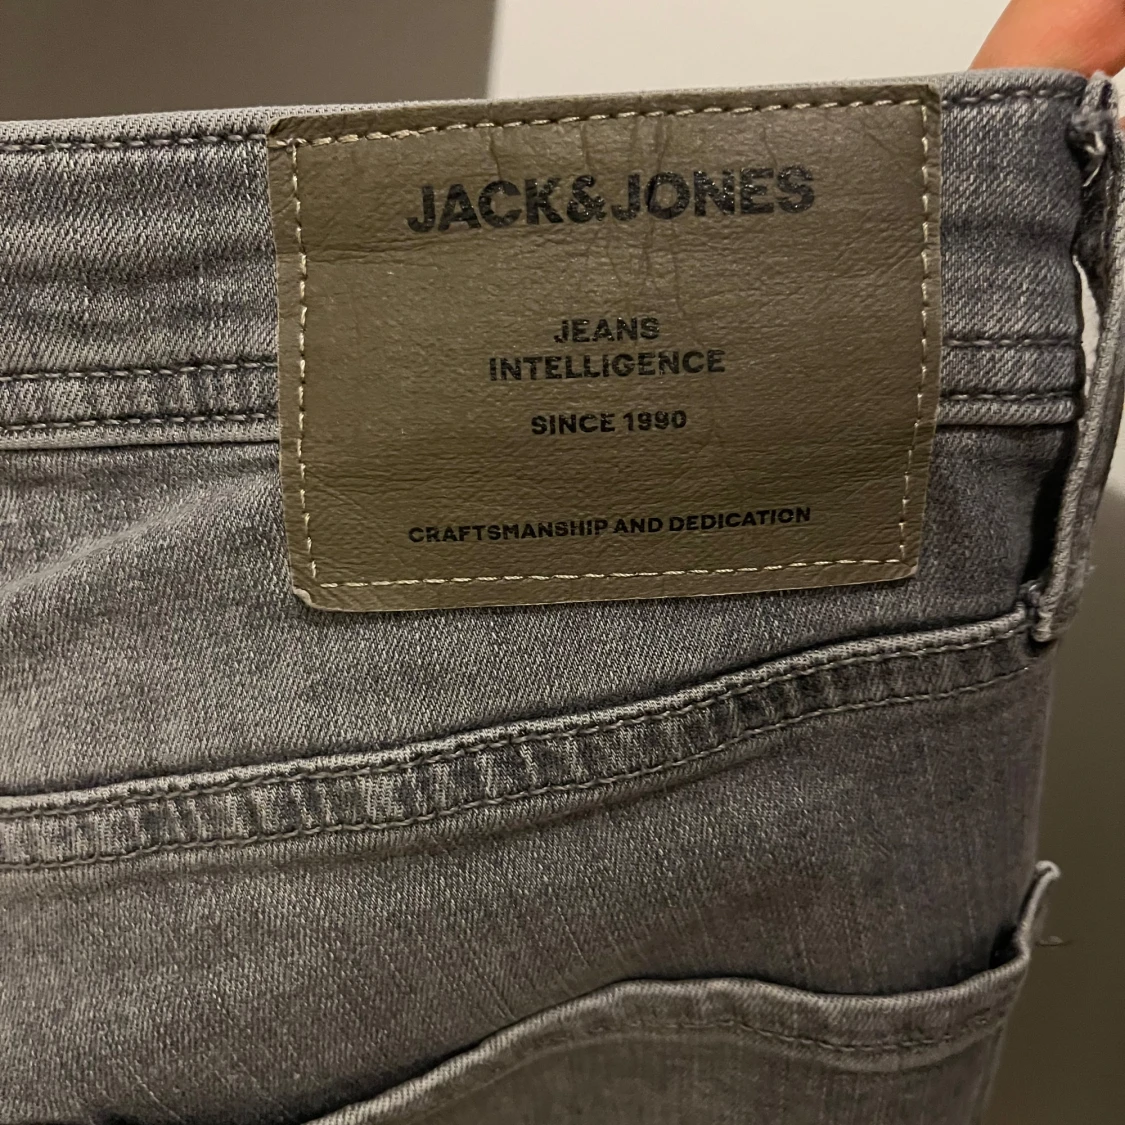 JACK&JONES
JEANS
INTELLIGENCE
SINCE 1990
CRAFTSMANSHIP AND DEDICATION